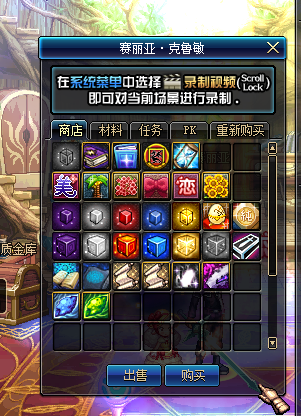 赛丽亚·克鲁敏
在系统菜单中选择 录制视频(Scroll Lock)
即可对当前场景进行录制.
商店 材料 任务 PK 重新购买
美 恋
纯
质金库
出售 购买